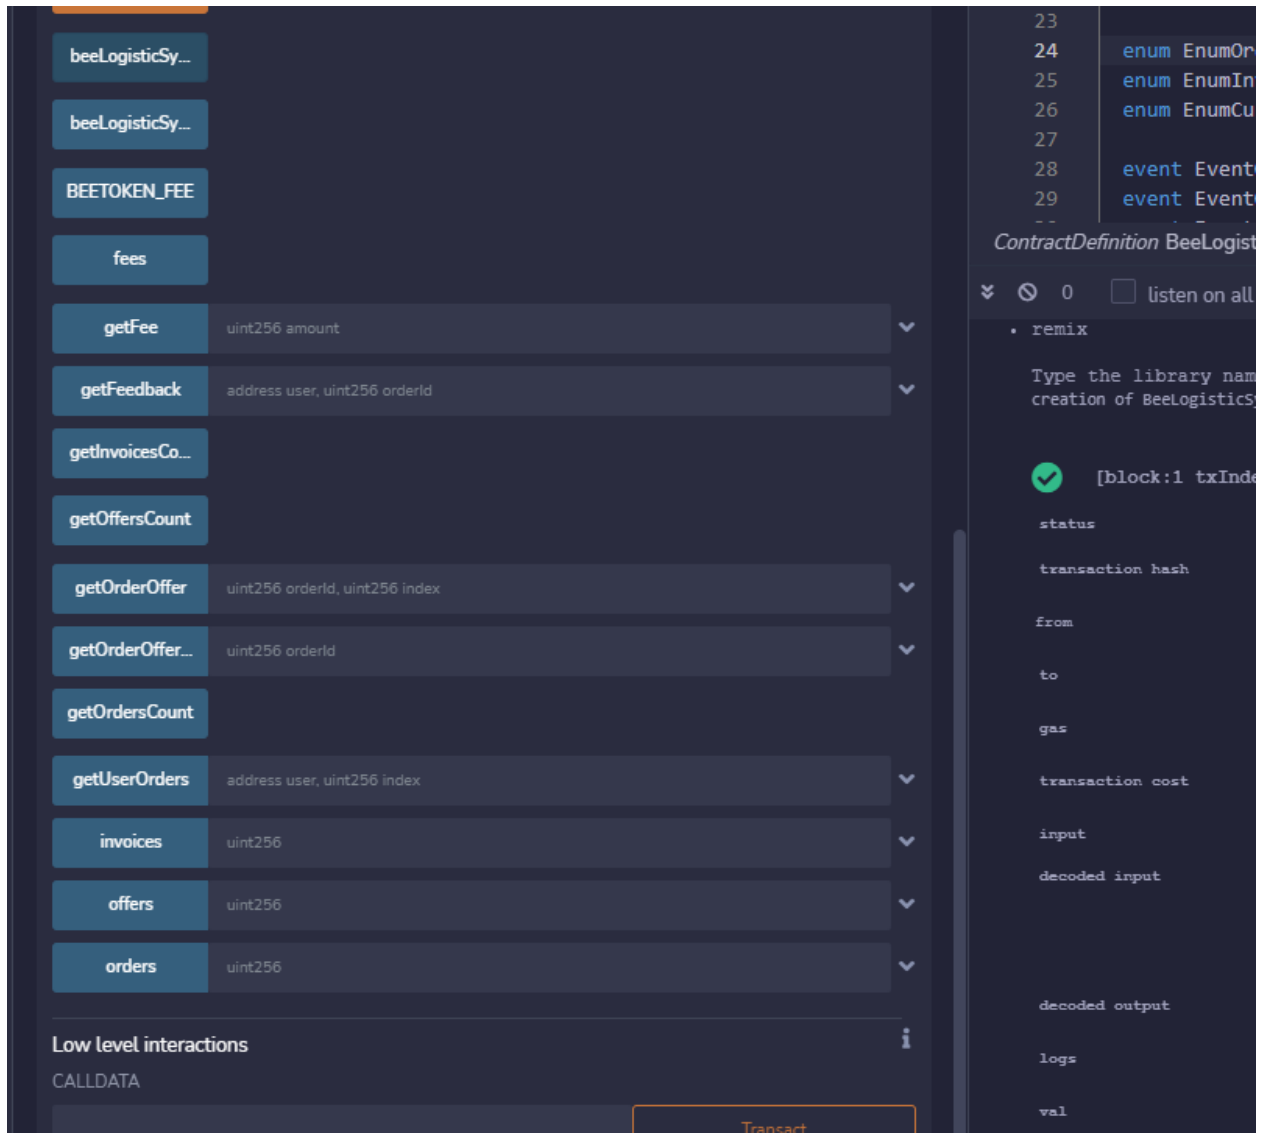 beeLogisticSy...
beeLogisticSy...
BEETOKEN_FEE
fees
getFee uint256 amount
getFeedback address user, uint256 orderId
getInvoicesCo...
getOffersCount
getOrderOffer uint256 orderId, uint256 index
getOrderOffer... uint256 orderId
getOrdersCount
getUserOrders address user, uint256 index
invoices uint256
offers uint256
orders uint256
Low level interactions
CALLDATA
Transact
23
24 enum EnumOr
25 enum EnumIn
26 enum EnumCu
27
28 event Event
29 event Event
ContractDefinition BeeLogist
0 listen on all
remix
Type the library nam
creation of BeeLogisticS
[block:1 txInde
status
transaction hash
from
to
gas
transaction cost
input
decoded input
decoded output
logs
val